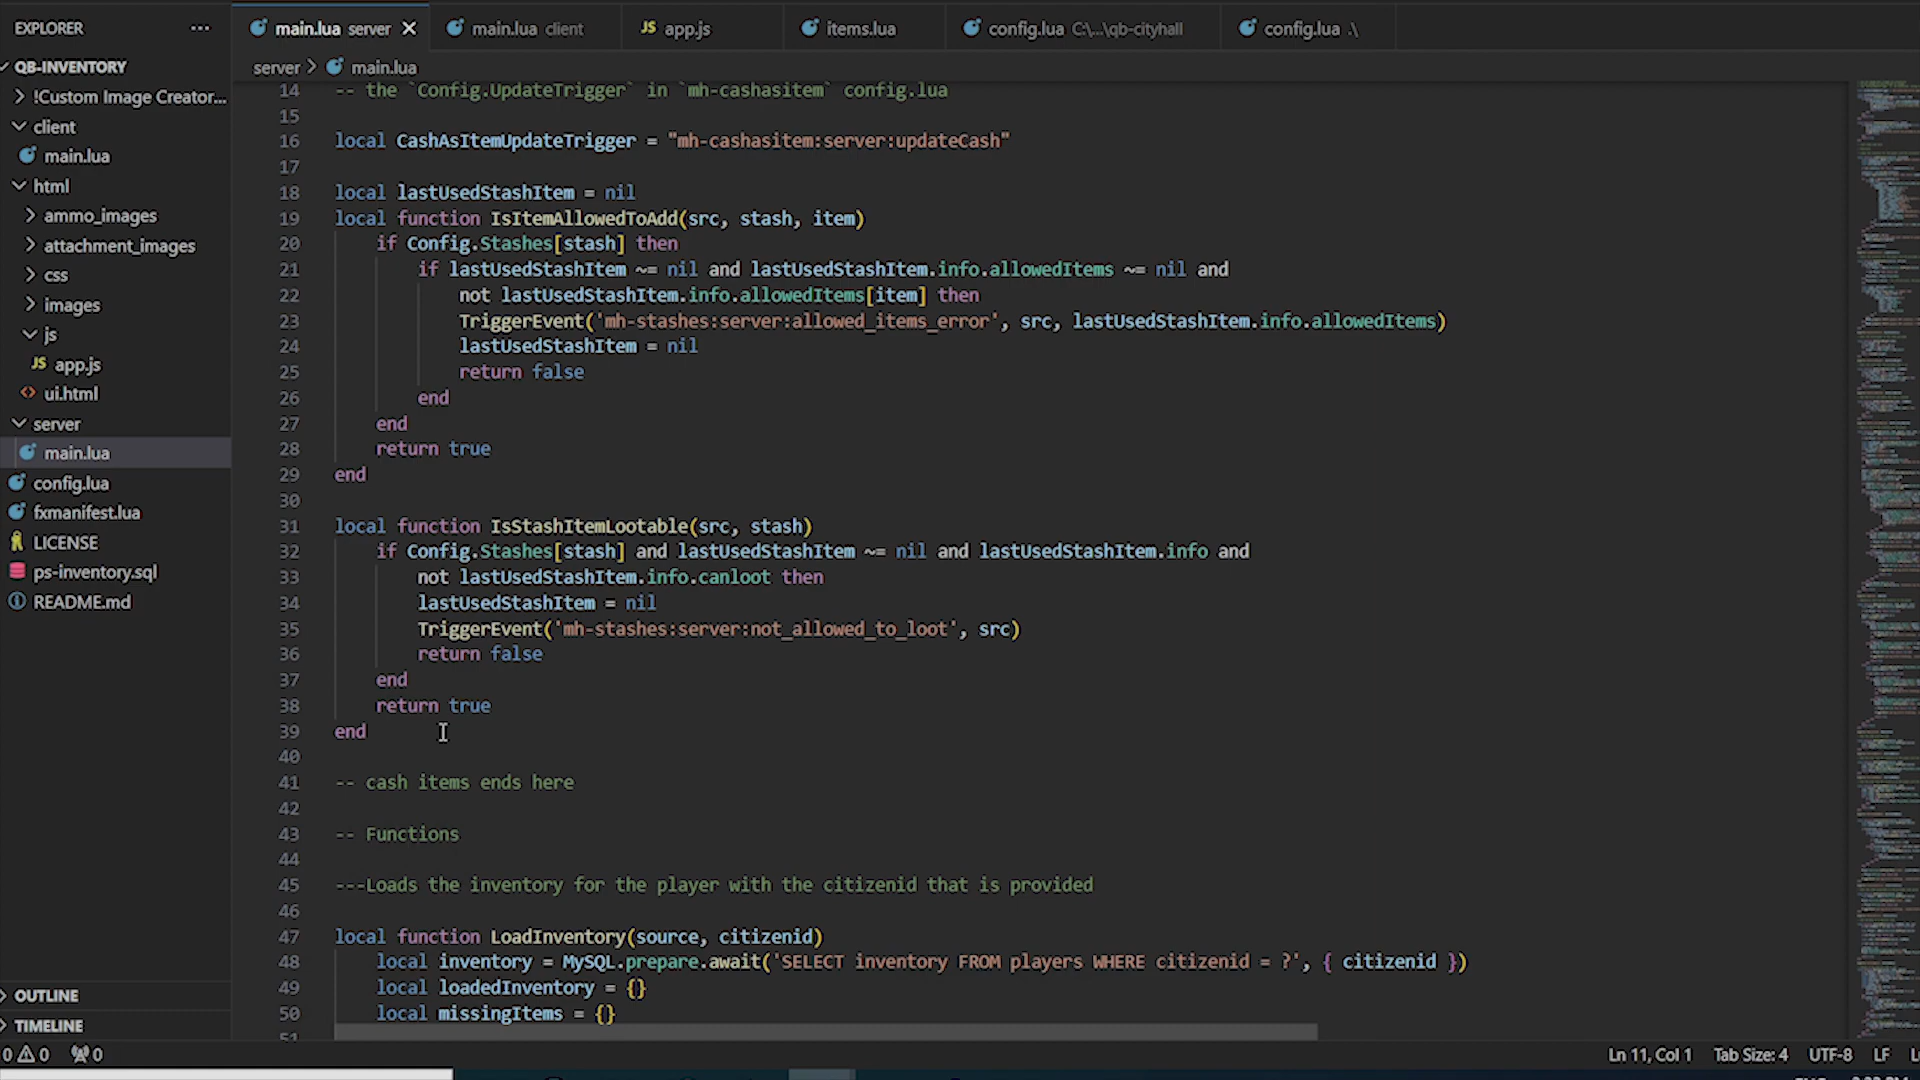 EXPLORER
QB-INVENTORY
!Custom Image Creator...
client
main.lua
html
ammo_images
attachment_images
css
images
js
JS app.js
<> ui.html
server
main.lua
config.lua
fxmanifest.lua
LICENSE
ps-inventory.sql
README.md
OUTLINE
TIMELINE
main.lua server
main.lua client
JS app.js
items.lua
config.lua C:\...\qb-cityhall
config.lua .\
server > main.lua
14 -- the `Config.UpdateTrigger` in `mh-cashasitem` config.lua
15
16 local CashAsItemUpdateTrigger = "mh-cashasitem:server:updateCash"
17
18 local lastUsedStashItem = nil
19 local function IsItemAllowedToAdd(src, stash, item)
20     if Config.Stashes[stash] then
21         if lastUsedStashItem ~= nil and lastUsedStashItem.info.allowedItems ~= nil and
22             not lastUsedStashItem.info.allowedItems[item] then
23             TriggerEvent('mh-stashes:server:allowed_items_error', src, lastUsedStashItem.info.allowedItems)
24             lastUsedStashItem = nil
25             return false
26         end
27     end
28     return true
29 end
30
31 local function IsStashItemLootable(src, stash)
32     if Config.Stashes[stash] and lastUsedStashItem ~= nil and lastUsedStashItem.info and
33         not lastUsedStashItem.info.canloot then
34         lastUsedStashItem = nil
35         TriggerEvent('mh-stashes:server:not_allowed_to_loot', src)
36         return false
37     end
38     return true
39 end
40
41 -- cash items ends here
42
43 -- Functions
44
45 ---Loads the inventory for the player with the citizenid that is provided
46
47 local function LoadInventory(source, citizenid)
48     local inventory = MySQL.prepare.await('SELECT inventory FROM players WHERE citizenid = ?', { citizenid })
49     local loadedInventory = {}
50     local missingItems = {}
51
0 0 0
Ln 11, Col 1 Tab Size: 4 UTF-8 LF